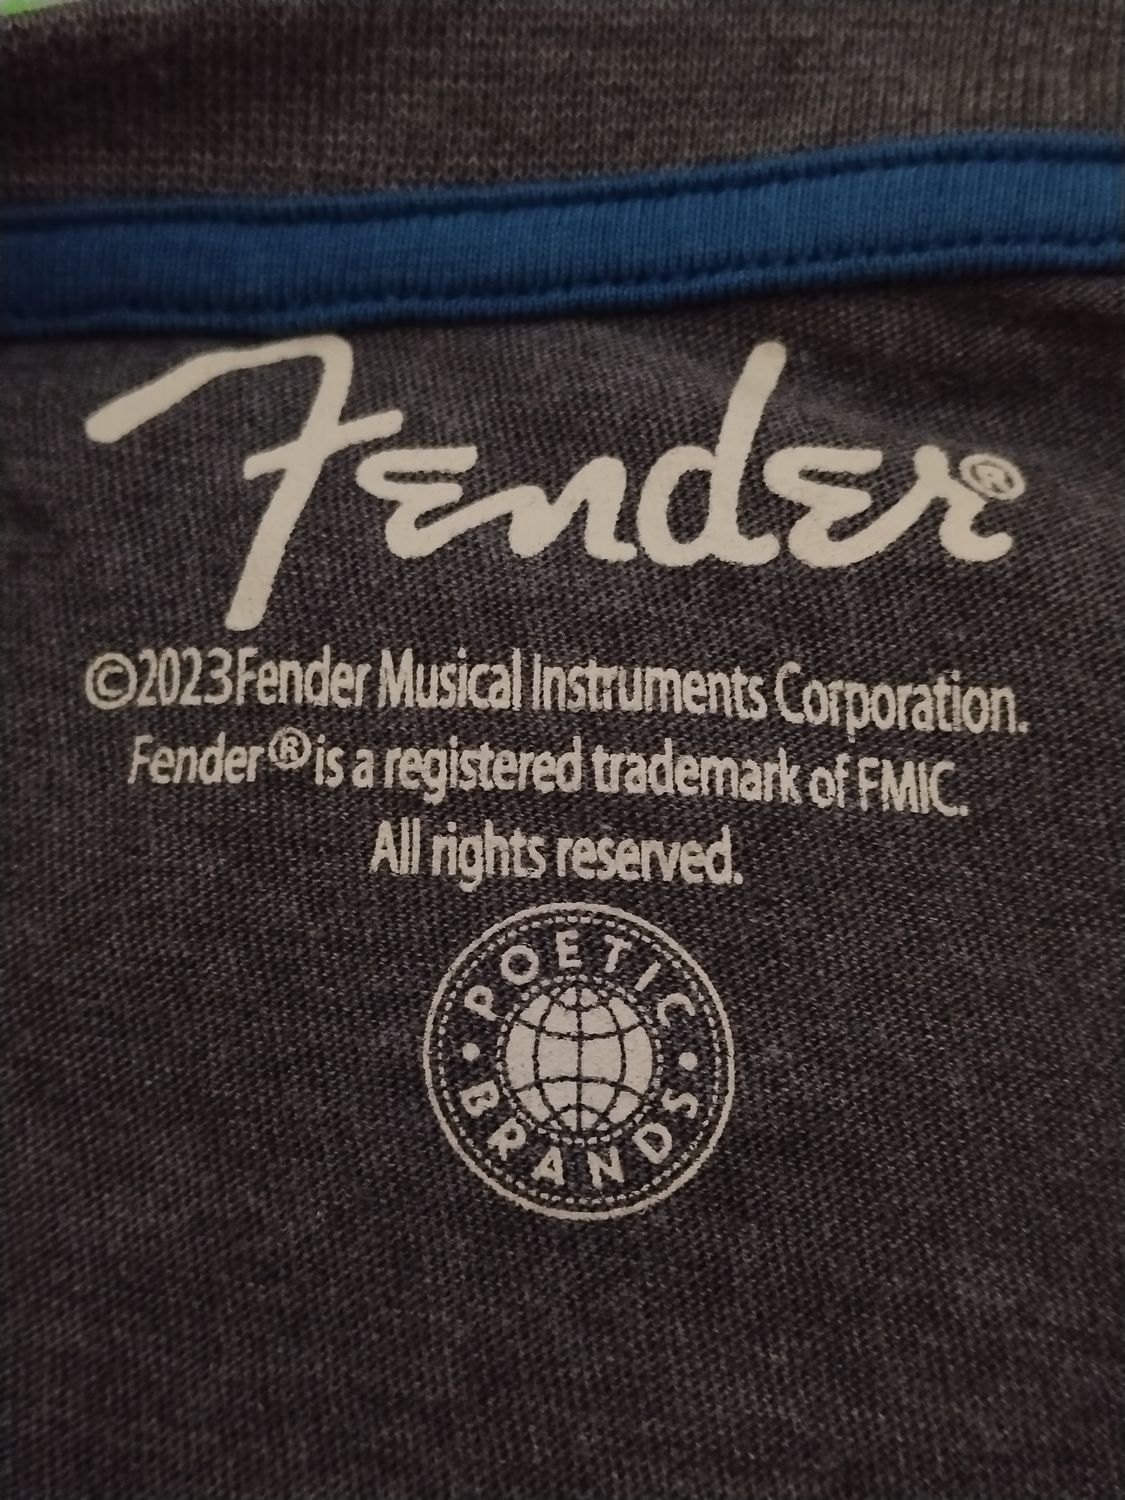 Fender®
©2023Fender Musical Instruments Corporation.
Fender® is a registered trademark of FMIC.
All rights reserved.
POETIC
BRANDS